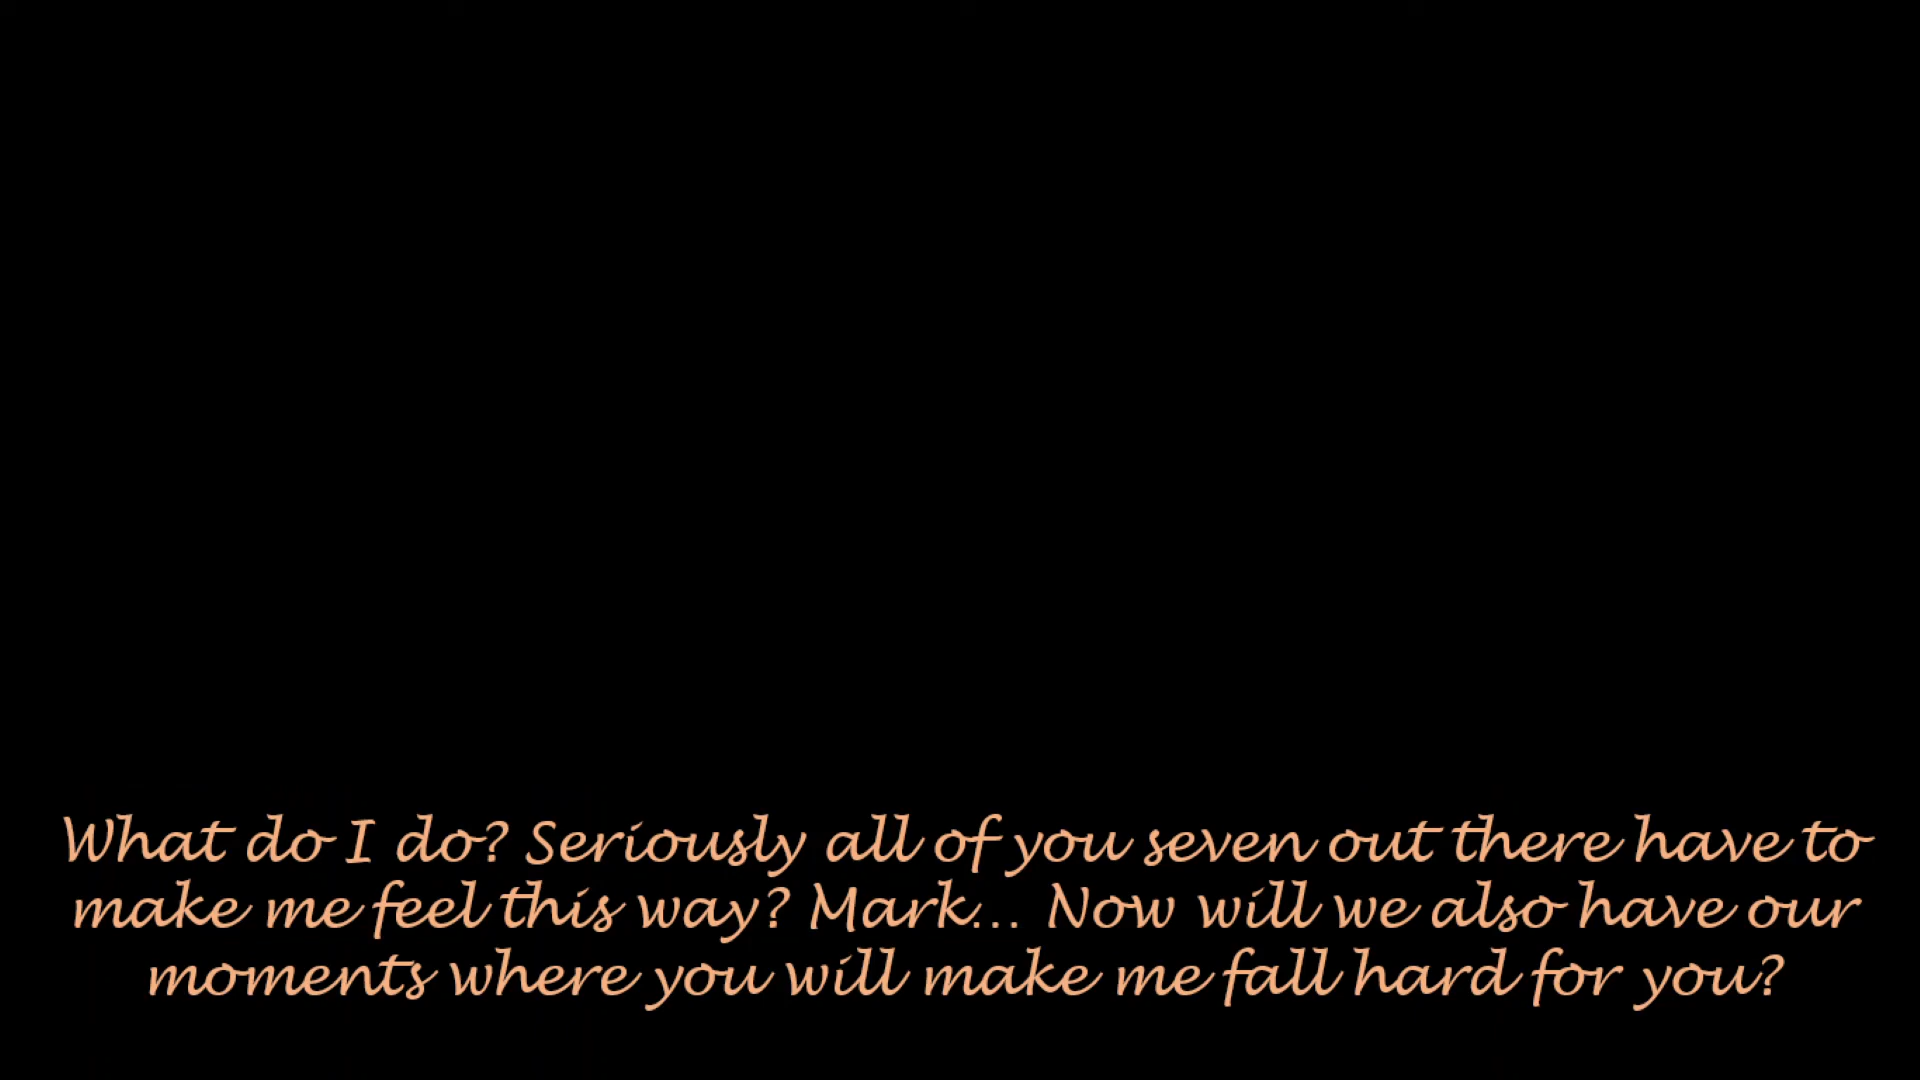 What do I do? Seriously all of you seven out there have to
make me feel this way? Mark... Now will we also have our
moments where you will make me fall hard for you?